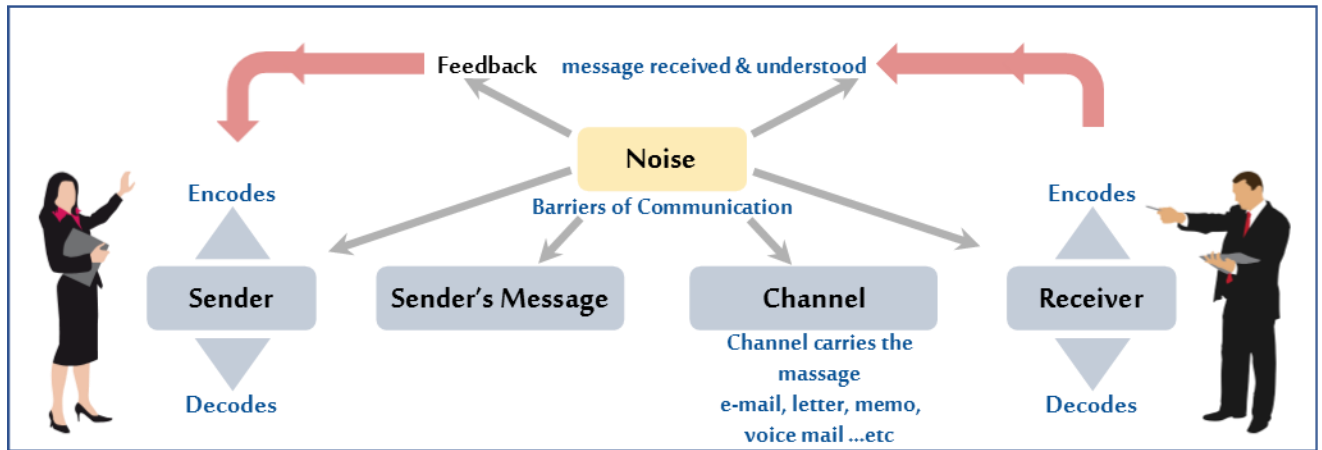 Feedback message received & understood
Noise
Encodes
Encodes
Barriers of Communication
Sender
Sender's Message
Channel
Receiver
Channel carries the
massage
Decodes
Decodes
e-mail, letter, memo,
voice mail ...etc